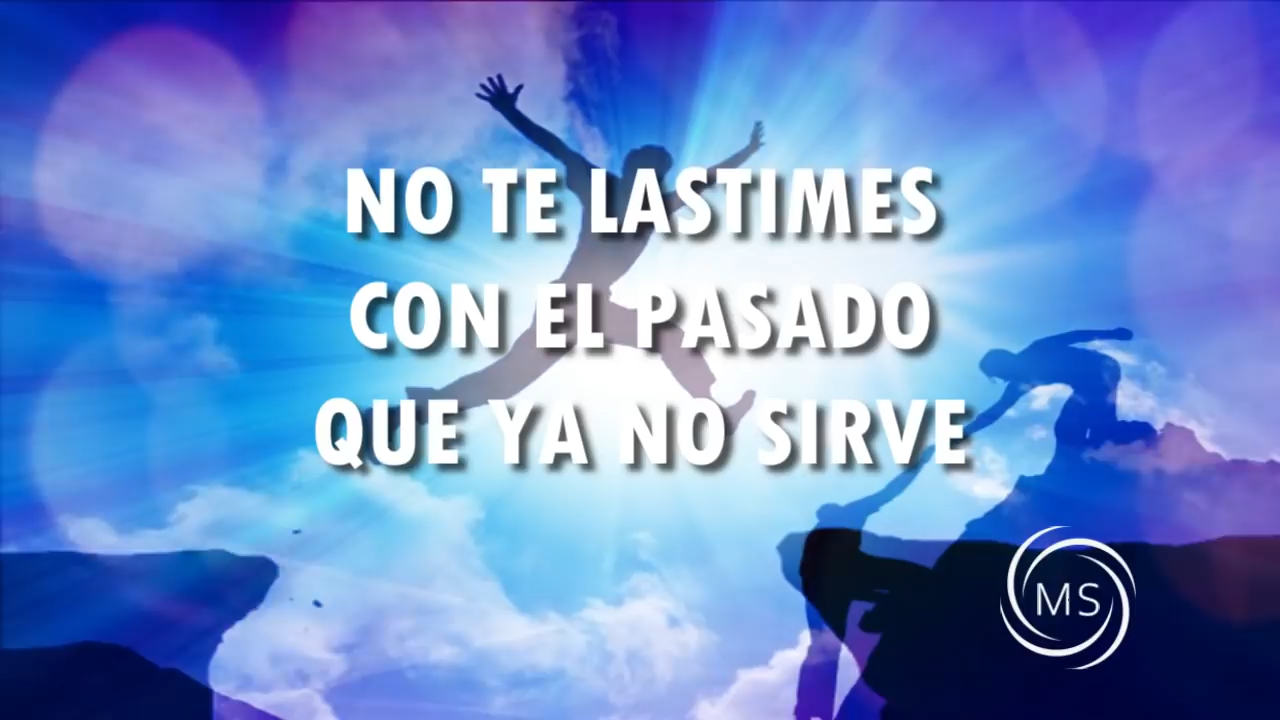 NO TE LASTIMES
CON EL PASADO
QUE YA NO SIRVE
MS